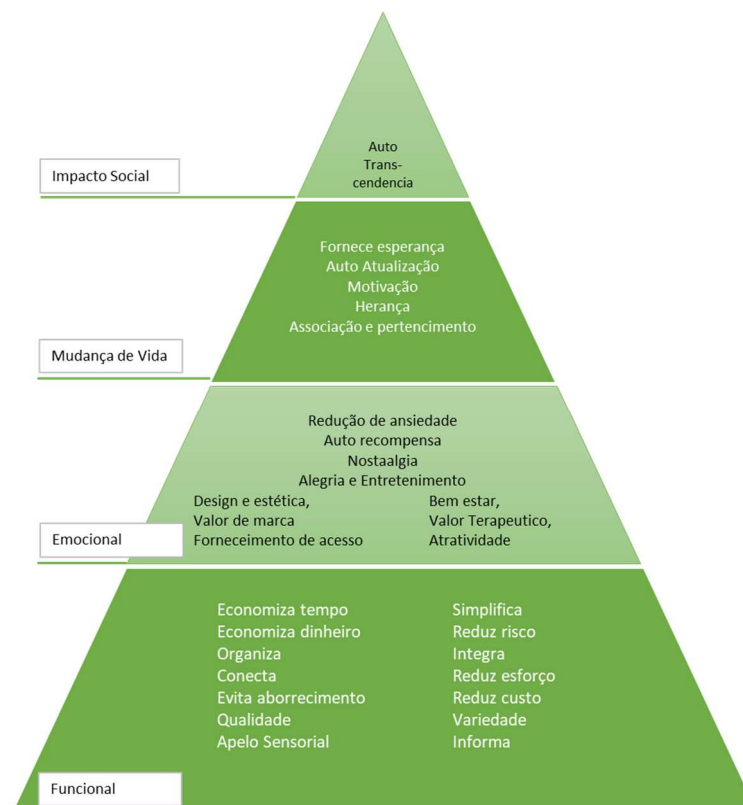 Auto
Trans-
cendencia
Impacto Social
Fornece esperança
Auto Atualização
Motivação
Herança
Associação e pertencimento
Mudança de Vida
Redução de ansiedade
Auto recompensa
Nostaalgia
Alegria e Entretenimento
Design e estética,
Valor de marca
Forneceimento de acesso
Bem estar,
Valor Terapeutico,
Atratividade
Emocional
Economiza tempo
Economiza dinheiro
Organiza
Conecta
Evita aborrecimento
Qualidade
Apelo Sensorial
Simplifica
Reduz risco
Integra
Reduz esforço
Reduz custo
Variedade
Informa
Funcional